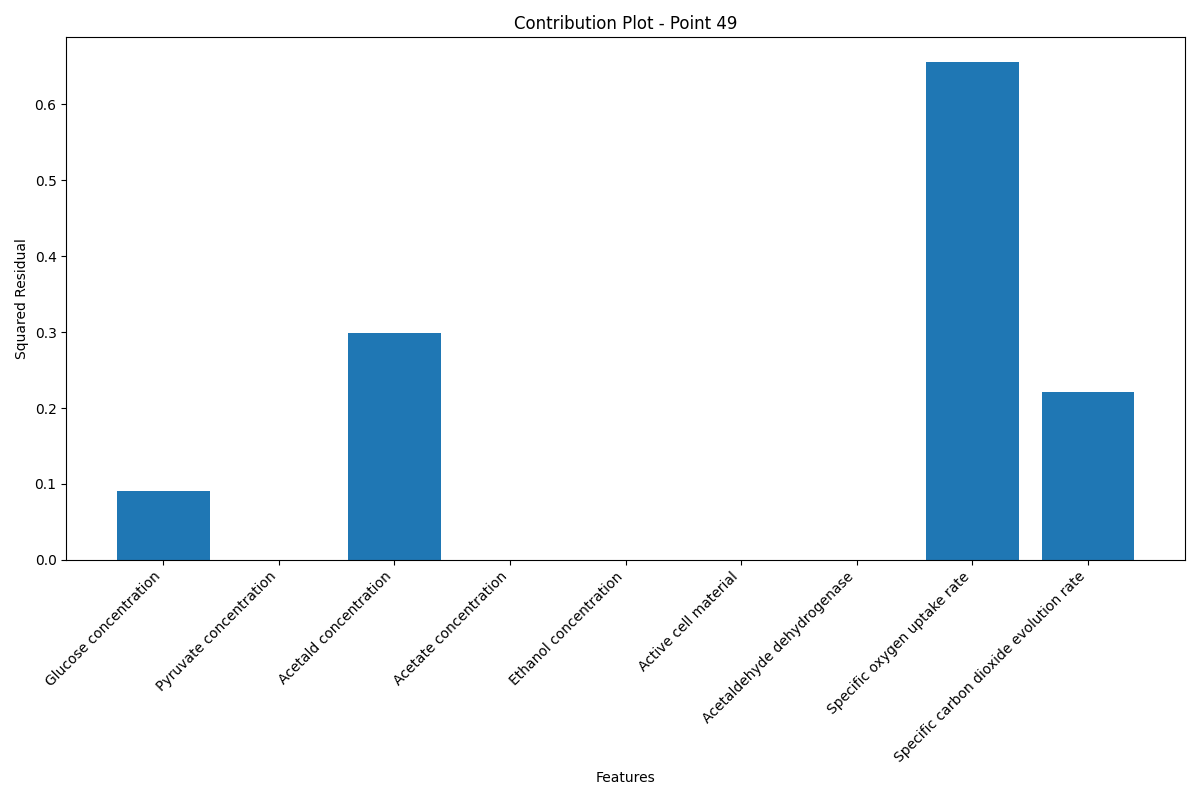 Contribution Plot - Point 49
Squared Residual
0.6
0.5
0.4
0.3
0.2
0.1
0.0
Glucose concentration
Pyruvate concentration
Acetald concentration
Acetate concentration
Ethanol concentration
Active cell material
Acetaldehyde dehydrogenase
Specific oxygen uptake rate
Specific carbon dioxide evolution rate
Features